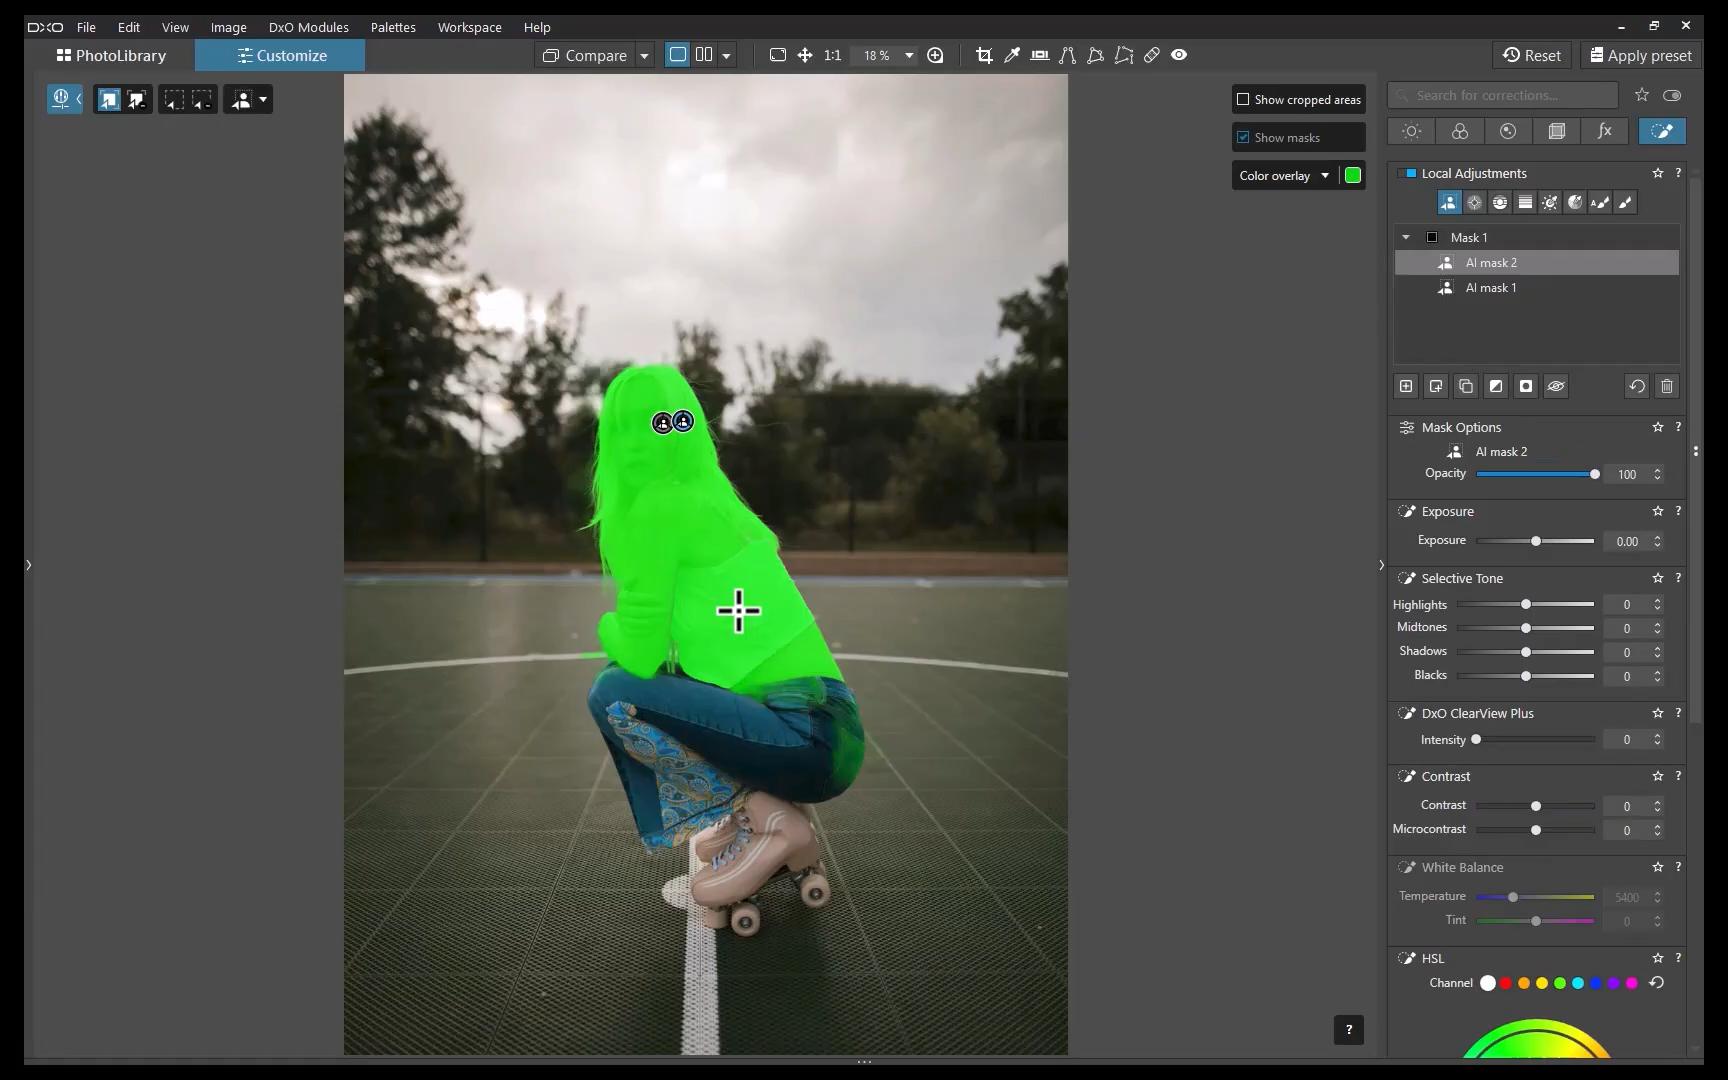 DXO File Edit View Image DxO Modules Palettes Workspace Help
PhotoLibrary Customize Compare 1:1 18 % Reset Apply preset
Show cropped areas
Show masks
Color overlay
Search for corrections...
fx
Local Adjustments ?
A
Mask 1
AI mask 2
AI mask 1
Mask Options ?
AI mask 2
Opacity 100
Exposure ?
Exposure 0.00
Selective Tone ?
Highlights 0
Midtones 0
Shadows 0
Blacks 0
DxO ClearView Plus ?
Intensity 0
Contrast ?
Contrast 0
Microcontrast 0
White Balance ?
Temperature 5400
Tint 0
HSL ?
Channel
?